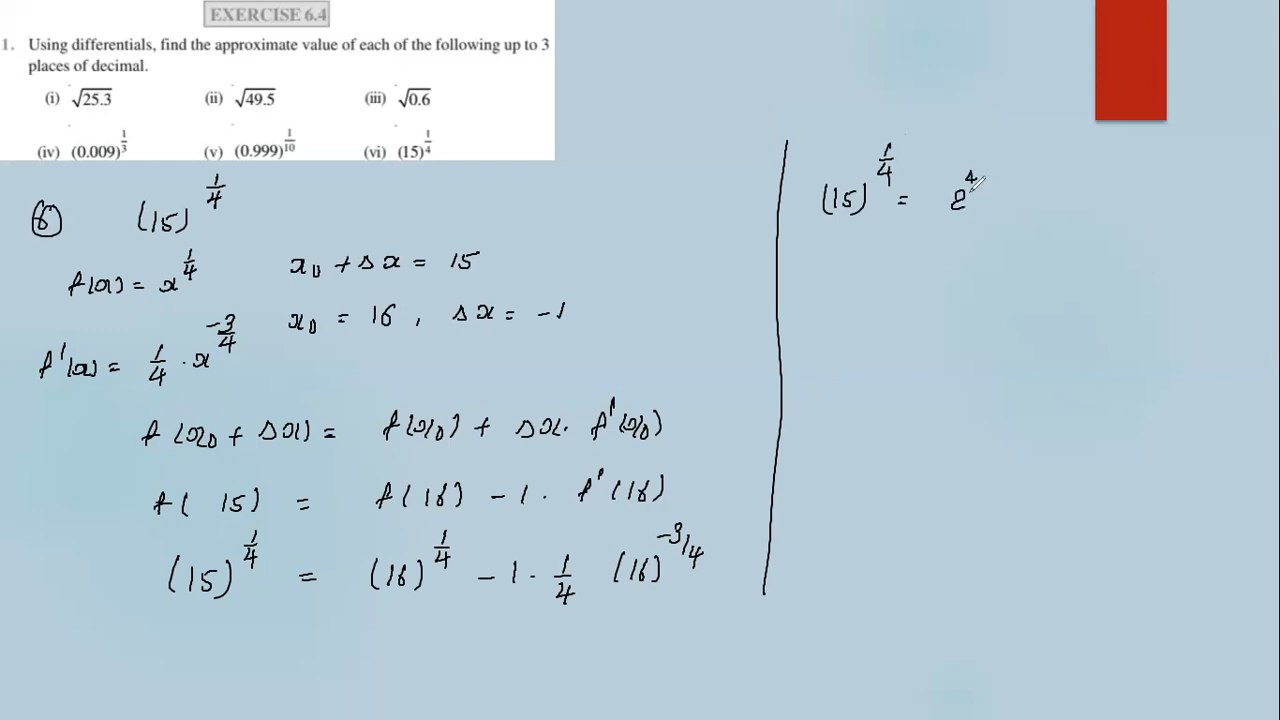 EXERCISE 6.4
1. Using differentials, find the approximate value of each of the following up to 3
places of decimal.
(i) √25.3 (ii) √49.5 (iii) √0.6
(iv) (0.009)^{1/3} (v) (0.999)^{1/10} (vi) (15)^{1/4}
⑥ (15)^{1/4}
f(x) = x^{1/4} x₀ + Δx = 15
x₀ = 16, Δx = -1
f'(x) = 1/4 · x^{-3/4}
f(x₀ + Δx) = f(x₀) + Δx · f'(x₀)
f( 15) = f(16) - 1 · f'(16)
(15)^{1/4} = (16)^{1/4} - 1 · 1/4 (16)^{-3/4}
(15)^{1/4} = 2^4